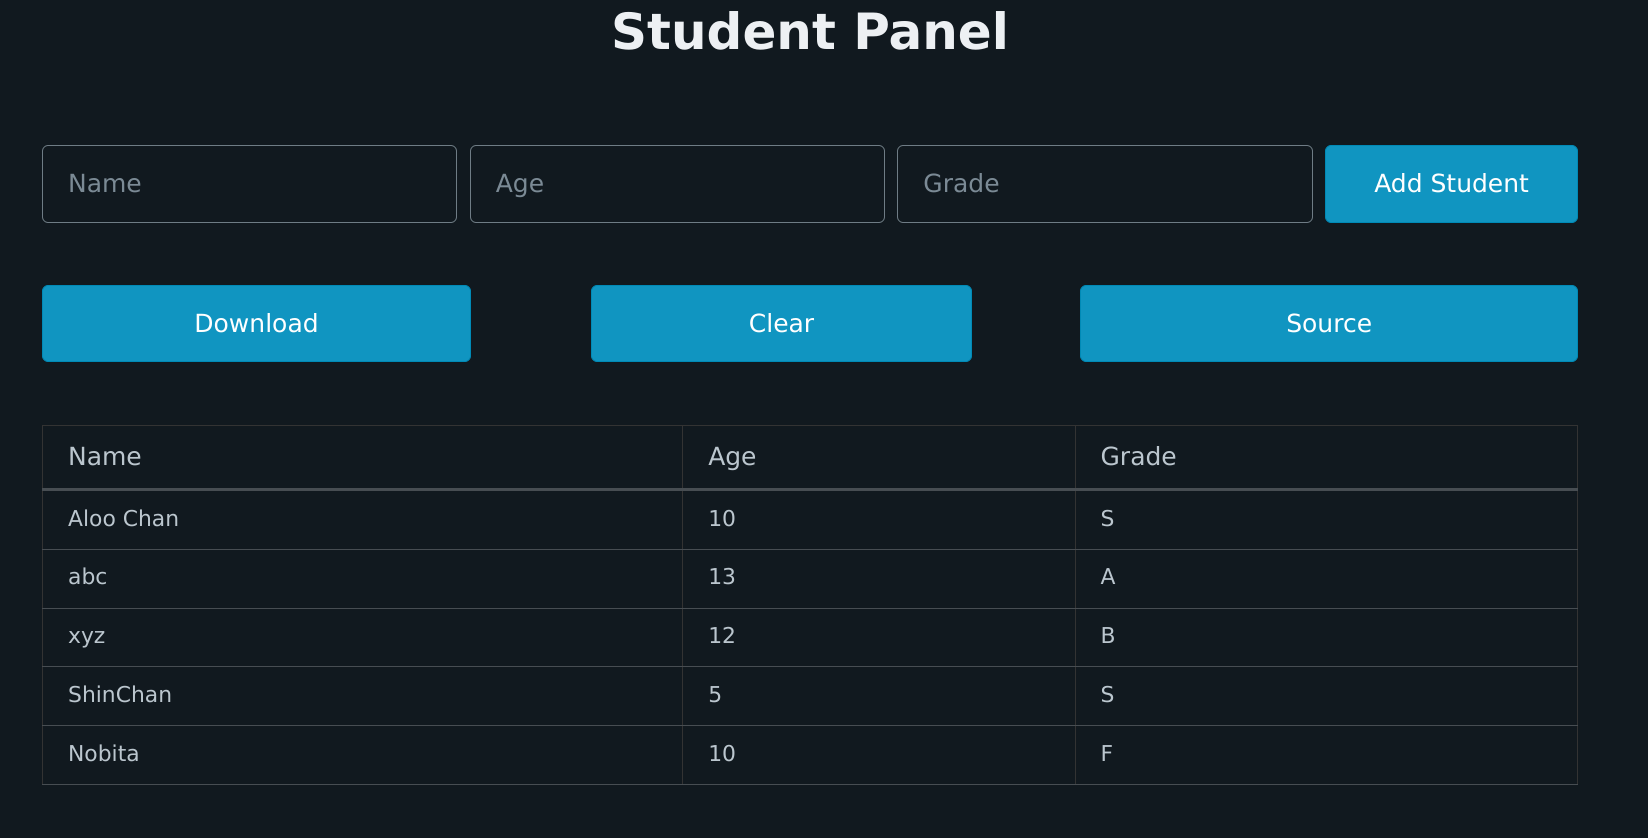 Student Panel
Name Age Grade Add Student
Download Clear Source
Name Age Grade
Aloo Chan 10 S
abc 13 A
xyz 12 B
ShinChan 5 S
Nobita 10 F